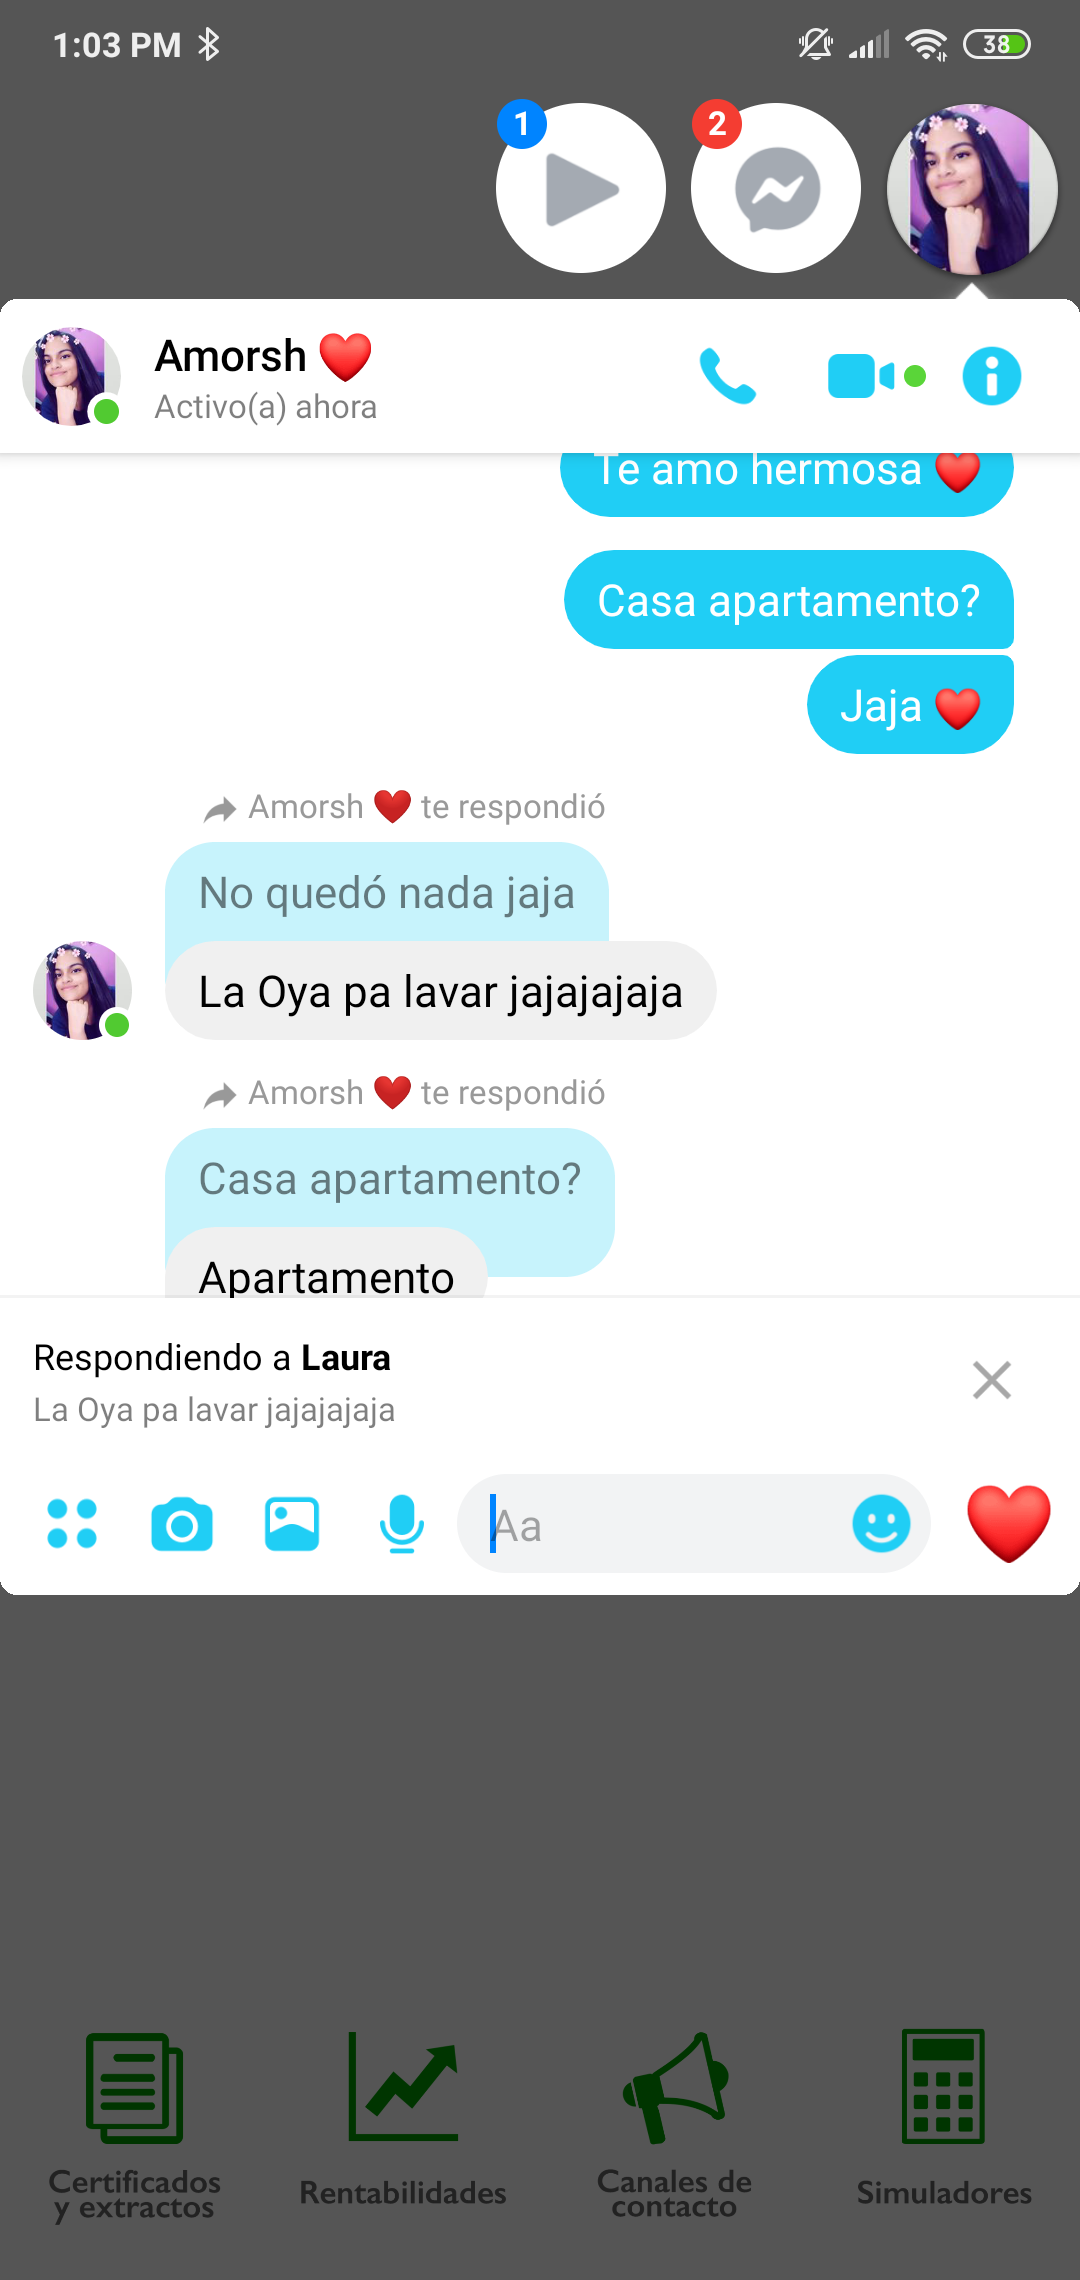 1:03 PM
38
1
2
Amorsh ❤️
Activo(a) ahora
Te amo hermosa ❤️
Casa apartamento?
Jaja ❤️
Amorsh ❤️ te respondió
No quedó nada jaja
La Oya pa lavar jajajajaja
Amorsh ❤️ te respondió
Casa apartamento?
Apartamento
Respondiendo a Laura
La Oya pa lavar jajajajaja
Aa
Certificados
y extractos
Rentabilidades
Canales de
contacto
Simuladores